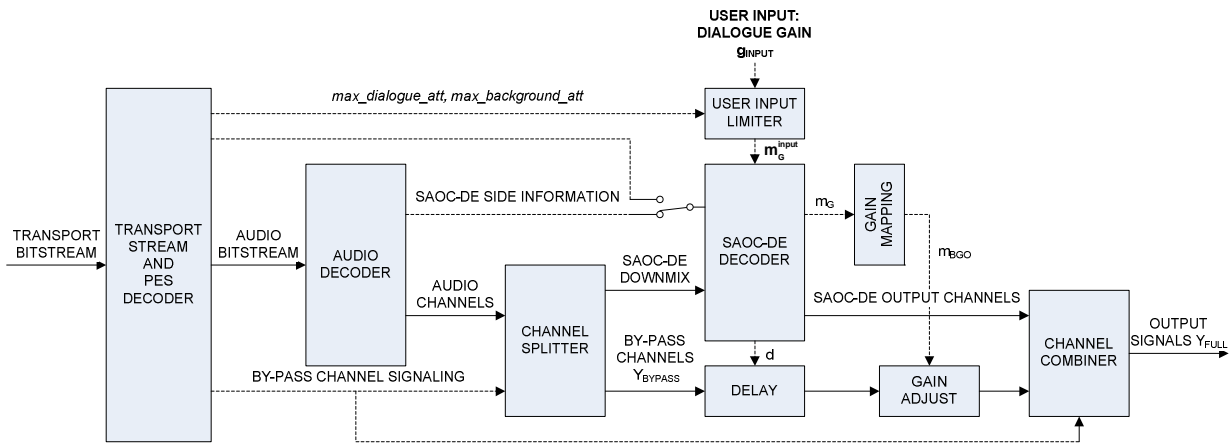 USER INPUT:
DIALOGUE GAIN
gINPUT
max_dialogue_att, max_background_att
USER INPUT
LIMITER
mG input
SAOC-DE SIDE INFORMATION
mG
GAIN
MAPPING
TRANSPORT
BITSTREAM
TRANSPORT
STREAM
AND
PES
DECODER
AUDIO
BITSTREAM
AUDIO
DECODER
SAOC-DE
DECODER
mBGO
SAOC-DE
DOWNMIX
AUDIO
CHANNELS
SAOC-DE OUTPUT CHANNELS
CHANNEL
SPLITTER
BY-PASS
CHANNELS
YBYPASS
d
CHANNEL
COMBINER
OUTPUT
SIGNALS YFULL
BY-PASS CHANNEL SIGNALING
DELAY
GAIN
ADJUST